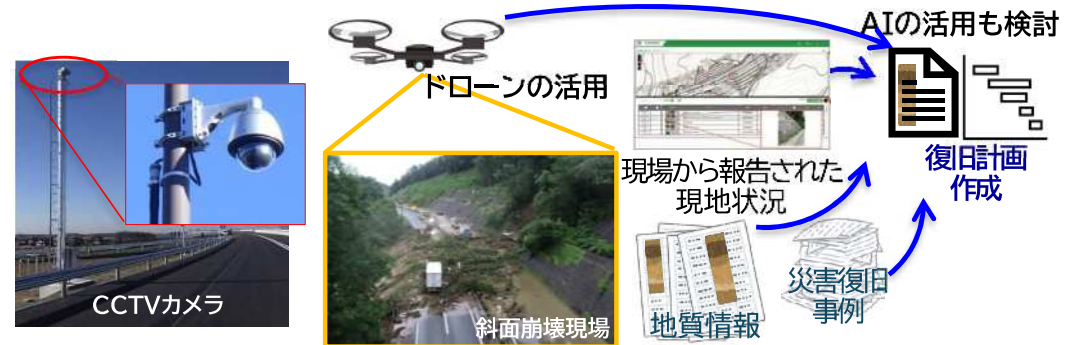 AIの活用も検討
ドローンの活用
現場から報告された
現地状況
復旧計画
作成
CCTVカメラ
斜面崩壊現場
地質情報
災害復旧
事例